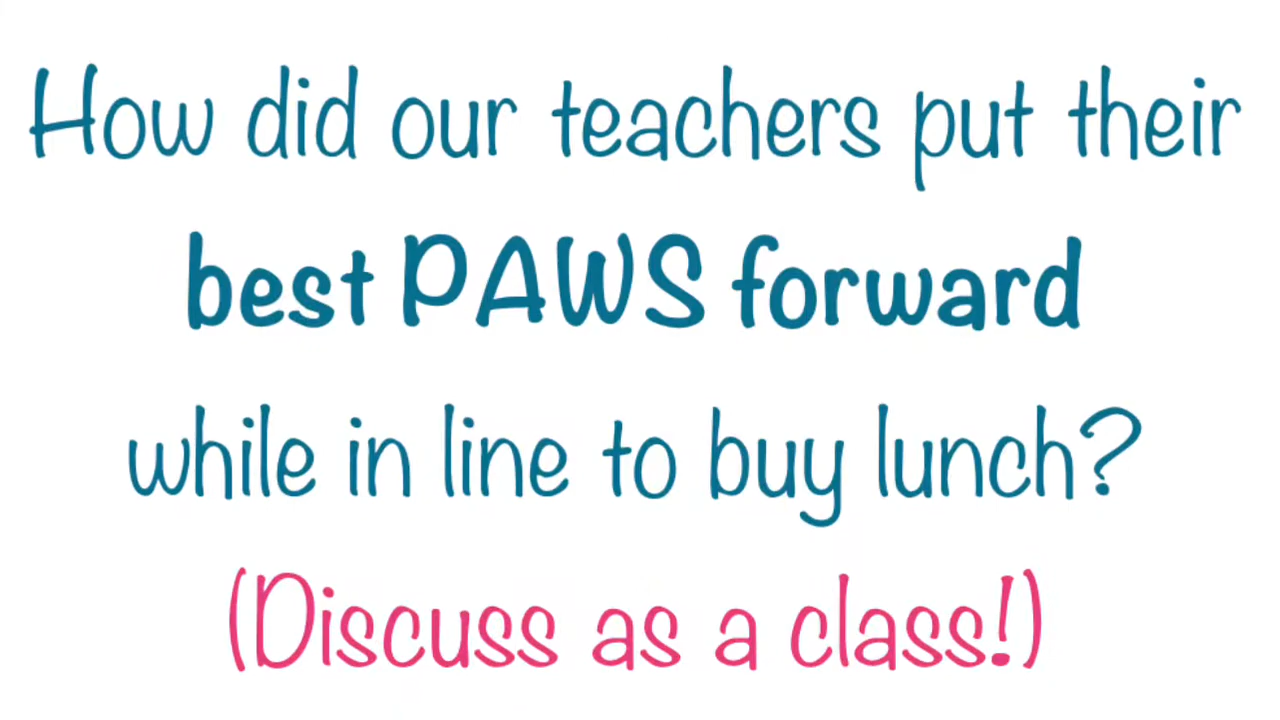 How did our teachers put their
best PAWS forward
while in line to buy lunch?
(Discuss as a class!)